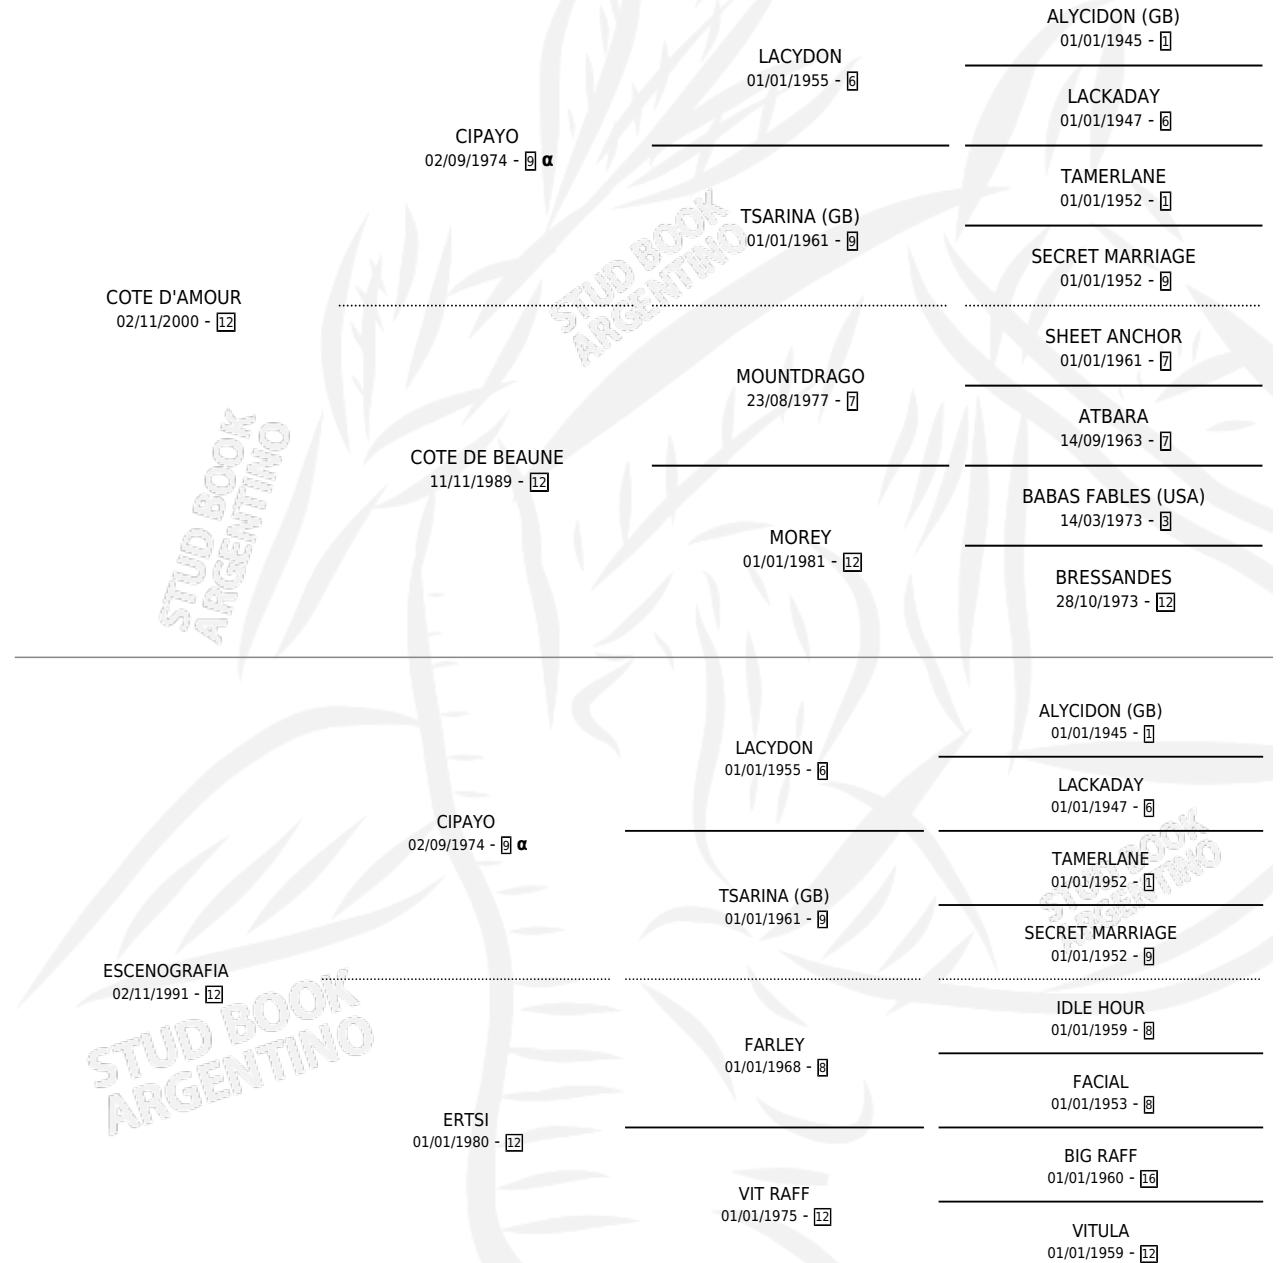 ALYCIDON (GB)
01/01/1945 - 1
LACYDON
01/01/1955 - 6
LACKADAY
01/01/1947 - 6
CIPAYO
02/09/1974 - 9 α
TAMERLANE
01/01/1952 - 1
TSARINA (GB)
01/01/1961 - 9
SECRET MARRIAGE
01/01/1952 - 9
COTE D'AMOUR
02/11/2000 - 12
STUD BOOK
ARGENTINO
SHEET ANCHOR
01/01/1961 - 7
MOUNTDRAGO
23/08/1977 - 7
ATBARA
14/09/1963 - 7
COTE DE BEAUNE
11/11/1989 - 12
BABAS FABLES (USA)
14/03/1973 - 3
MOREY
01/01/1981 - 12
BRESSANDES
28/10/1973 - 12
STUD BOOK
ARGENTINO
ALYCIDON (GB)
01/01/1945 - 1
LACYDON
01/01/1955 - 6
LACKADAY
01/01/1947 - 6
CIPAYO
02/09/1974 - 9 α
TAMERLANE
01/01/1952 - 1
TSARINA (GB)
01/01/1961 - 9
SECRET MARRIAGE
01/01/1952 - 9
STUD BOOK
ARGENTINO
ESCENOGRAFIA
02/11/1991 - 12
IDLE HOUR
01/01/1959 - 8
FARLEY
01/01/1968 - 8
FACIAL
01/01/1953 - 8
ERTSI
01/01/1980 - 12
BIG RAFF
01/01/1960 - 16
VIT RAFF
01/01/1975 - 12
VITULA
01/01/1959 - 12
STUD BOOK
ARGENTINO